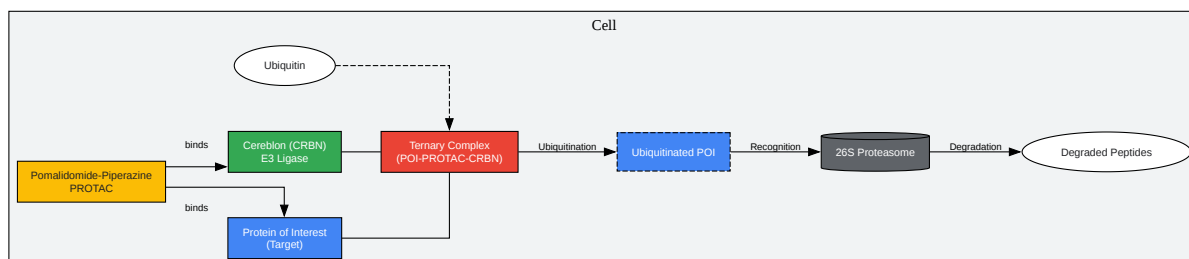 Cell
Ubiquitin
binds
Cereblon (CRBN)
E3 Ligase
Ternary Complex
(POI-PROTAC-CRBN)
Ubiquitination
Ubiquitinated POI
Recognition
26S Proteasome
Degradation
Degraded Peptides
Pomalidomide-Piperazine
PROTAC
binds
Protein of Interest
(Target)